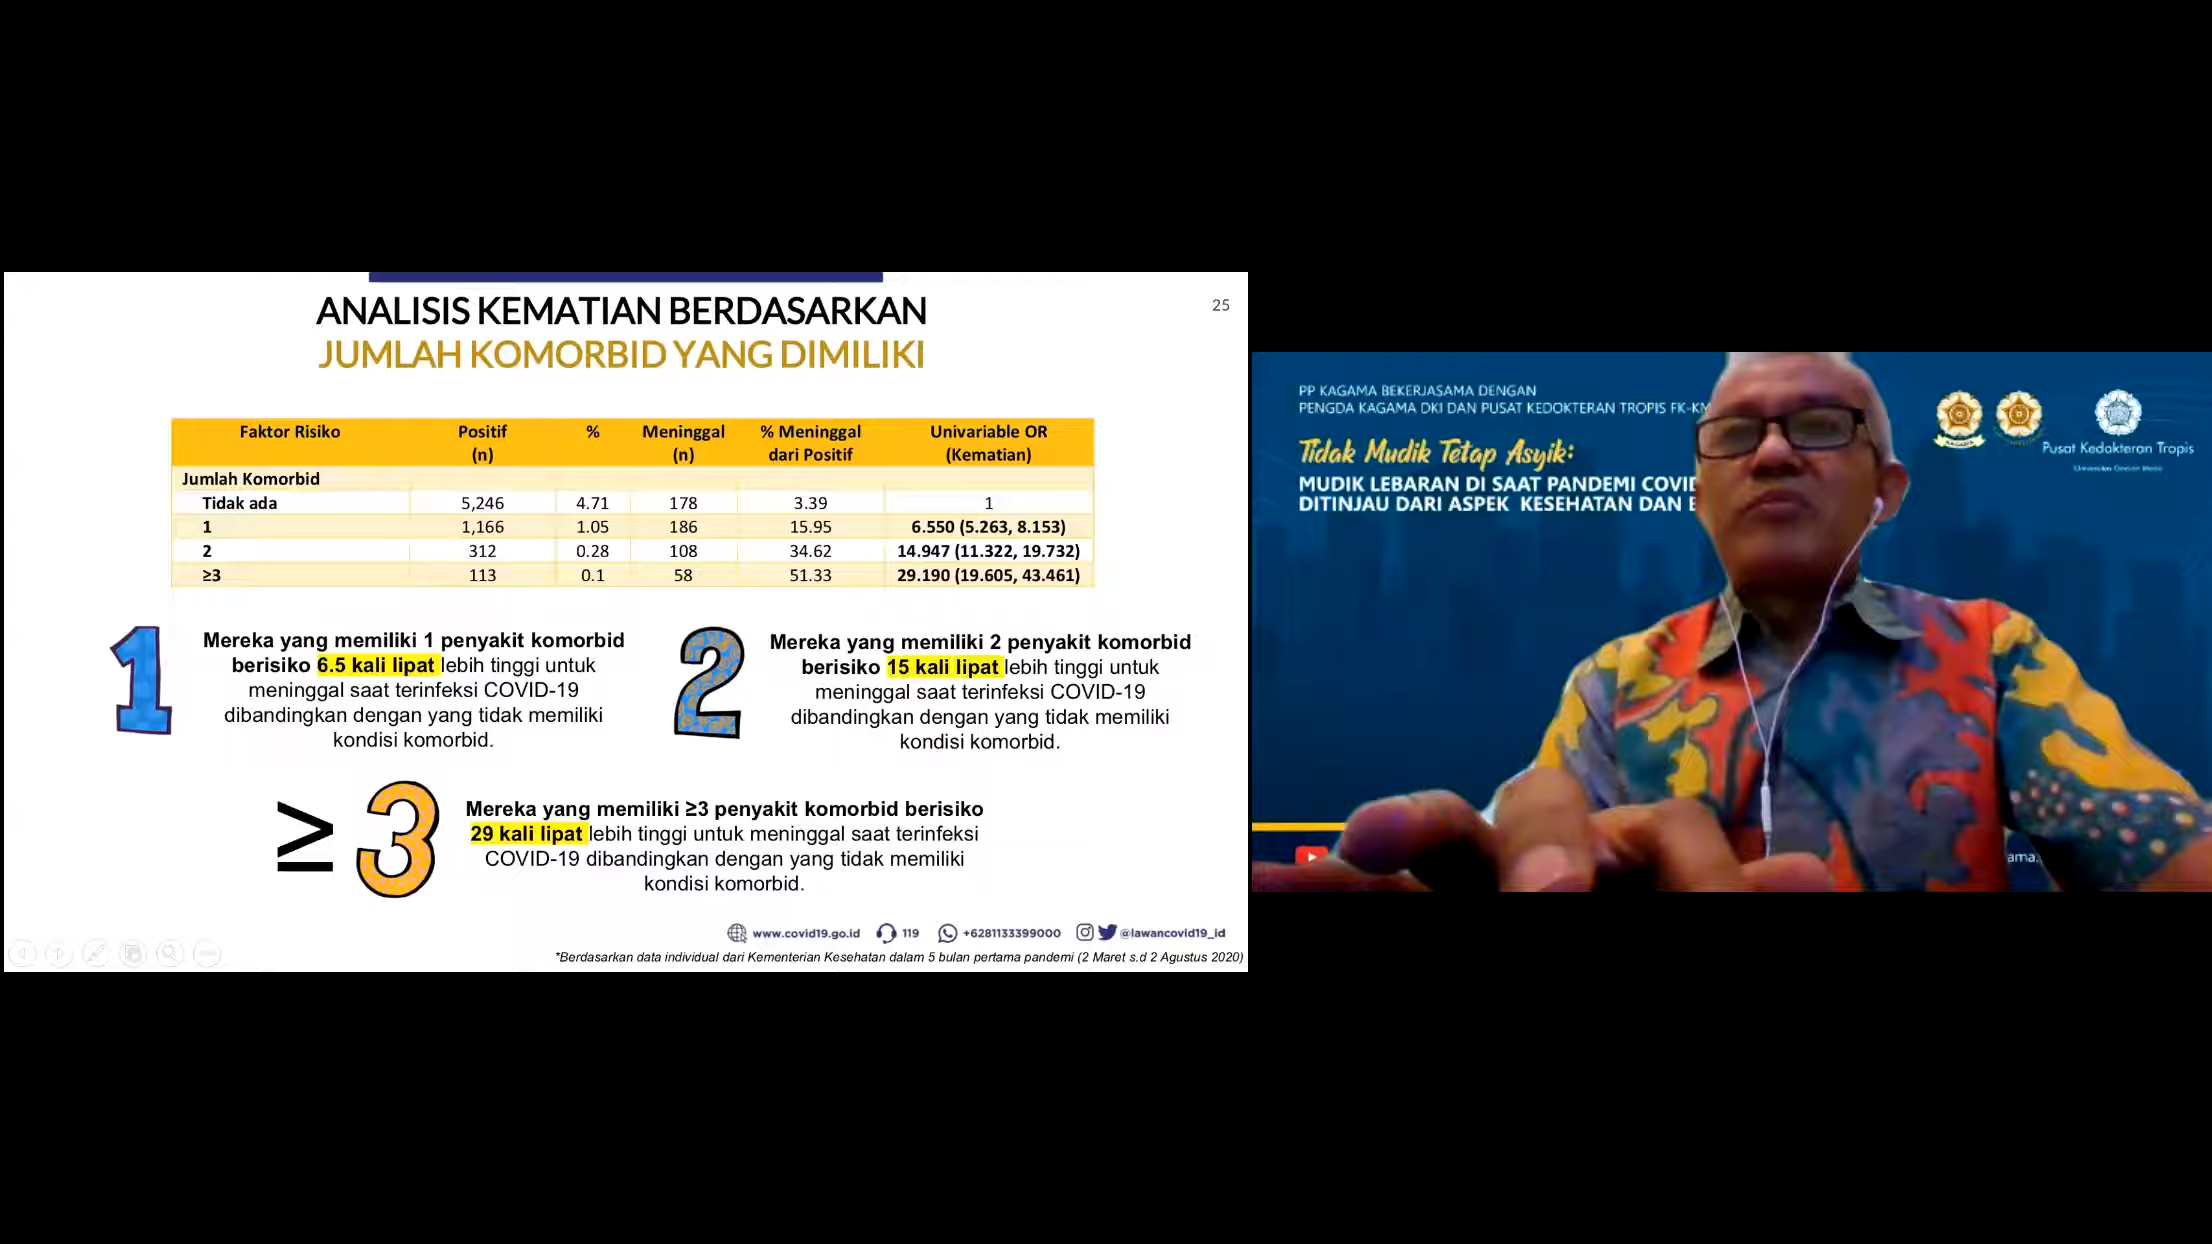 ANALISIS KEMATIAN BERDASARKAN
JUMLAH KOMORBID YANG DIMILIKI
25
Faktor Risiko Positif (n) % Meninggal (n) % Meninggal dari Positif Univariable OR (Kematian)
Jumlah Komorbid
Tidak ada 5,246 4.71 178 3.39 1
1 1,166 1.05 186 15.95 6.550 (5.263, 8.153)
2 312 0.28 108 34.62 14.947 (11.322, 19.732)
≥3 113 0.1 58 51.33 29.190 (19.605, 43.461)
1
Mereka yang memiliki 1 penyakit komorbid
berisiko 6.5 kali lipat lebih tinggi untuk
meninggal saat terinfeksi COVID-19
dibandingkan dengan yang tidak memiliki
kondisi komorbid.
2
Mereka yang memiliki 2 penyakit komorbid
berisiko 15 kali lipat lebih tinggi untuk
meninggal saat terinfeksi COVID-19
dibandingkan dengan yang tidak memiliki
kondisi komorbid.
≥ 3
Mereka yang memiliki ≥3 penyakit komorbid berisiko
29 kali lipat lebih tinggi untuk meninggal saat terinfeksi
COVID-19 dibandingkan dengan yang tidak memiliki
kondisi komorbid.
www.covid19.go.id 119 +6281133399000 @lawancovid19_id
*Berdasarkan data individual dari Kementerian Kesehatan dalam 5 bulan pertama pandemi (2 Maret s.d 2 Agustus 2020)
PP KAGAMA BEKERJASAMA DENGAN
PENGDA KAGAMA DKI DAN PUSAT KEDOKTERAN TROPIS FK-KM
Tidak Mudik Tetap Asyik:
MUDIK LEBARAN DI SAAT PANDEMI COVID
DITINJAU DARI ASPEK KESEHATAN DAN E
KAGAMA
Pusat Kedokteran Tropis
Universitas Gadjah Mada
ama.